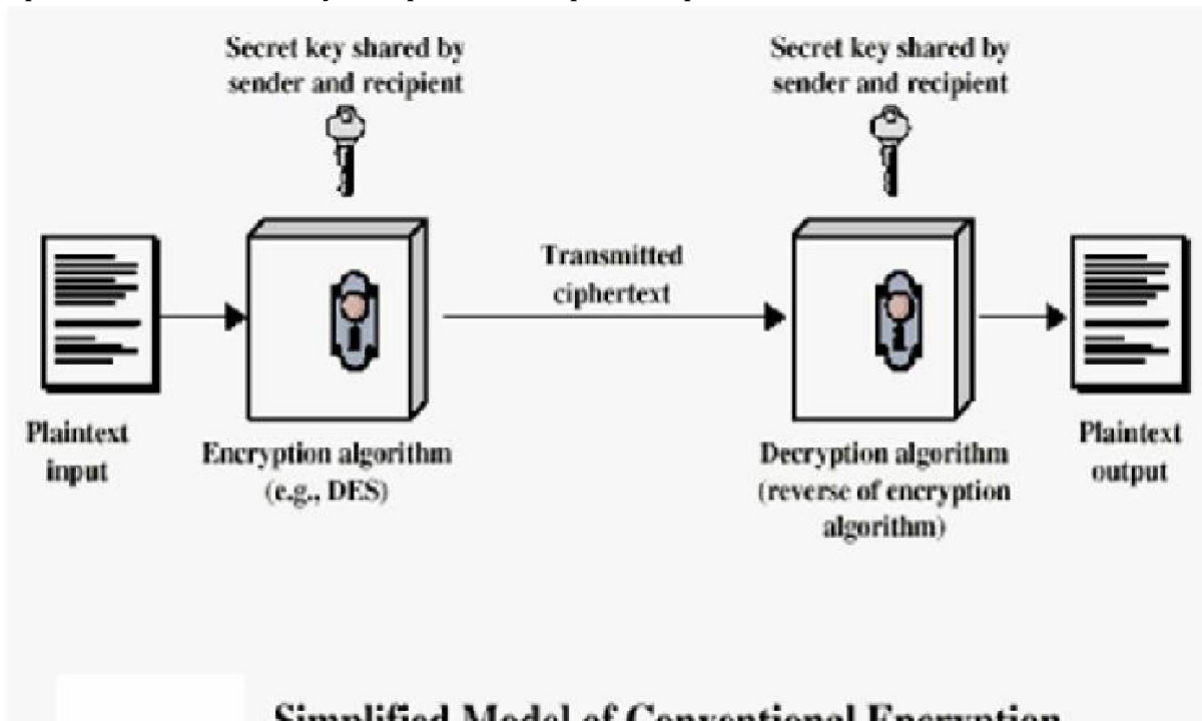 Secret key shared by
sender and recipient
Secret key shared by
sender and recipient
Transmitted
ciphertext
Plaintext
input
Encryption algorithm
(e.g., DES)
Decryption algorithm
(reverse of encryption
algorithm)
Plaintext
output
Simplified Model of Conventional Encryption